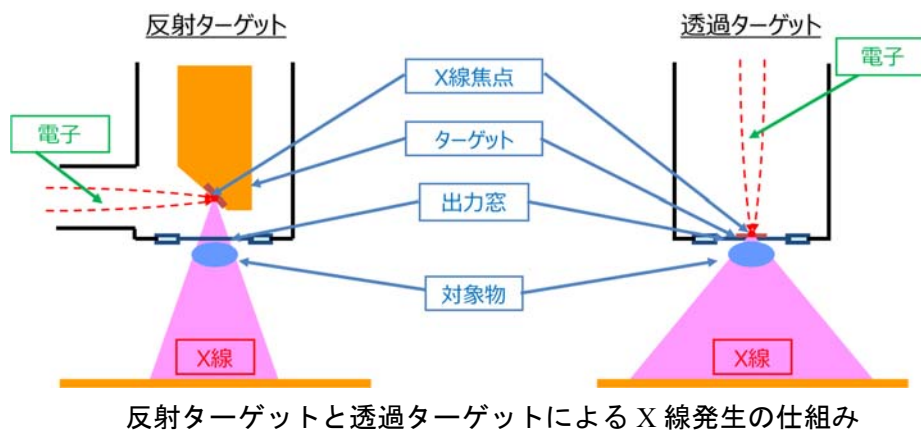 反射ターゲット
透過ターゲット
電子
X線焦点
ターゲット
出力窓
対象物
電子
X線
X線
反射ターゲットと透過ターゲットによる X 線発生の仕組み